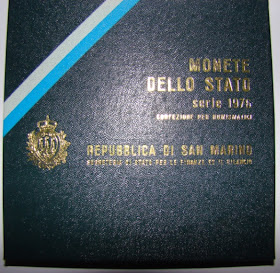 MONETE
DELLO STATO
serie 1975
CONFEZIONE PER NUMISMATICI
REPUBBLICA DI SAN MARINO
SEGRETERIA DI STATO PER LE FINANZE ED IL BILANCIO